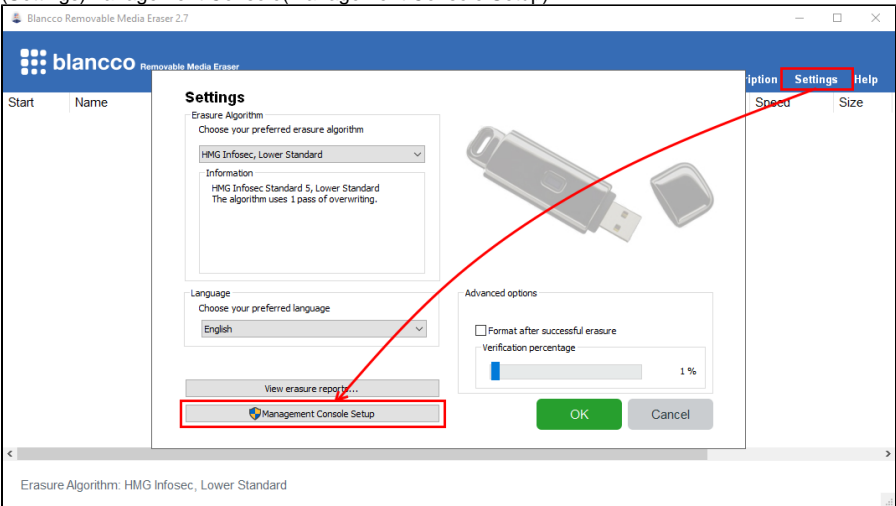 Blancco Removable Media Eraser 2.7
blancco Removable Media Eraser
Settings Help
Start Name Speed Size
Settings
Erasure Algorithm
Choose your preferred erasure algorithm
HMG Infosec, Lower Standard
Information
HMG Infosec Standard 5, Lower Standard
The algorithm uses 1 pass of overwriting.
Language
Choose your preferred language
English
Advanced options
Format after successful erasure
Verification percentage
1 %
View erasure reports...
Management Console Setup
OK Cancel
Erasure Algorithm: HMG Infosec, Lower Standard